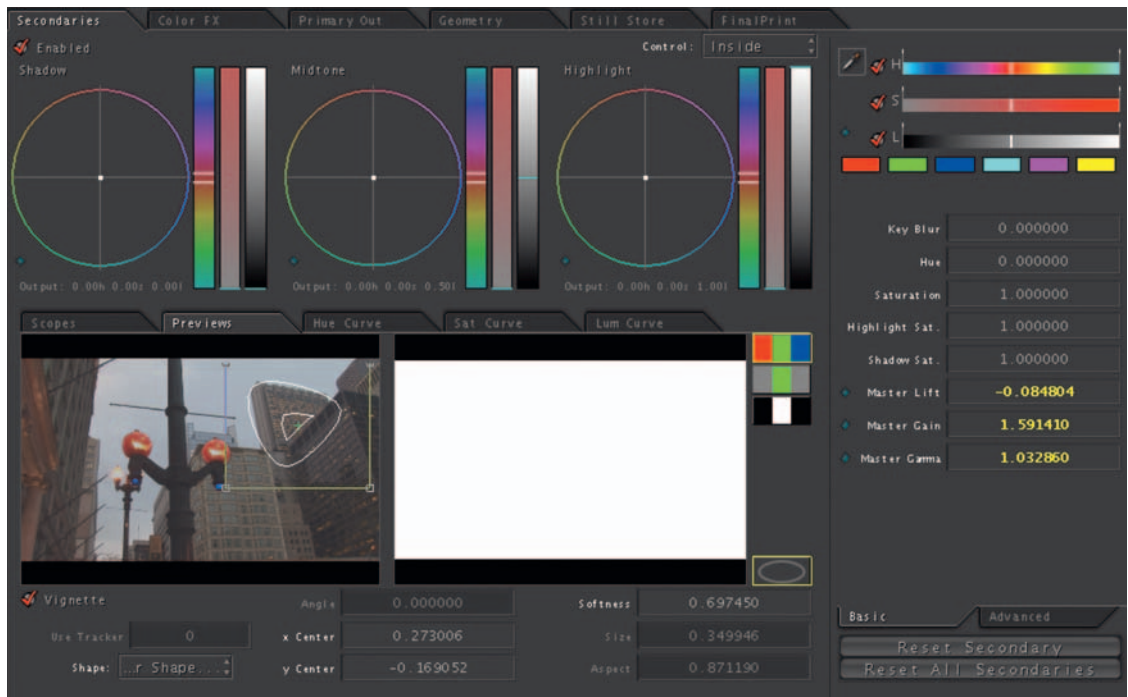 Secondaries Color FX Primary Out Geometry Still Store FinalPrint
Enabled
Control: Inside
Shadow Midtone Highlight
H
S
L
Output: 0.00h 0.00s 0.00l Output: 0.00h 0.00s 0.50l Output: 0.00h 0.00s 1.00l
Key Blur 0.000000
Hue 0.000000
Saturation 1.000000
Highlight Sat. 1.000000
Shadow Sat. 1.000000
Master Lift -0.084804
Master Gain 1.591410
Master Gamma 1.032860
Scopes Previews Hue Curve Sat Curve Lum Curve
Vignette
Angle 0.000000
Softness 0.697450
Use Tracker 0
x Center 0.273006
Size 0.349946
Shape: ...r Shape...
y Center -0.169052
Aspect 0.871190
Basic Advanced
Reset Secondary
Reset All Secondaries